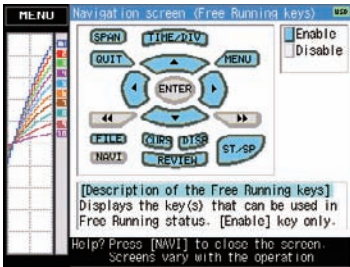 MENU
Navigation screen (Free Running keys)
USB
SPAN
TIME/DIV
Enable
Disable
QUIT
MENU
ENTER
FILE
CURS
DISP
ST/SP
NAVI
REVIEW
[Description of the Free Running keys]
Displays the key(s) that can be used in
Free Running status. [Enable] key only.
Help? Press [NAVI] to close the screen.
Screens vary with the operation